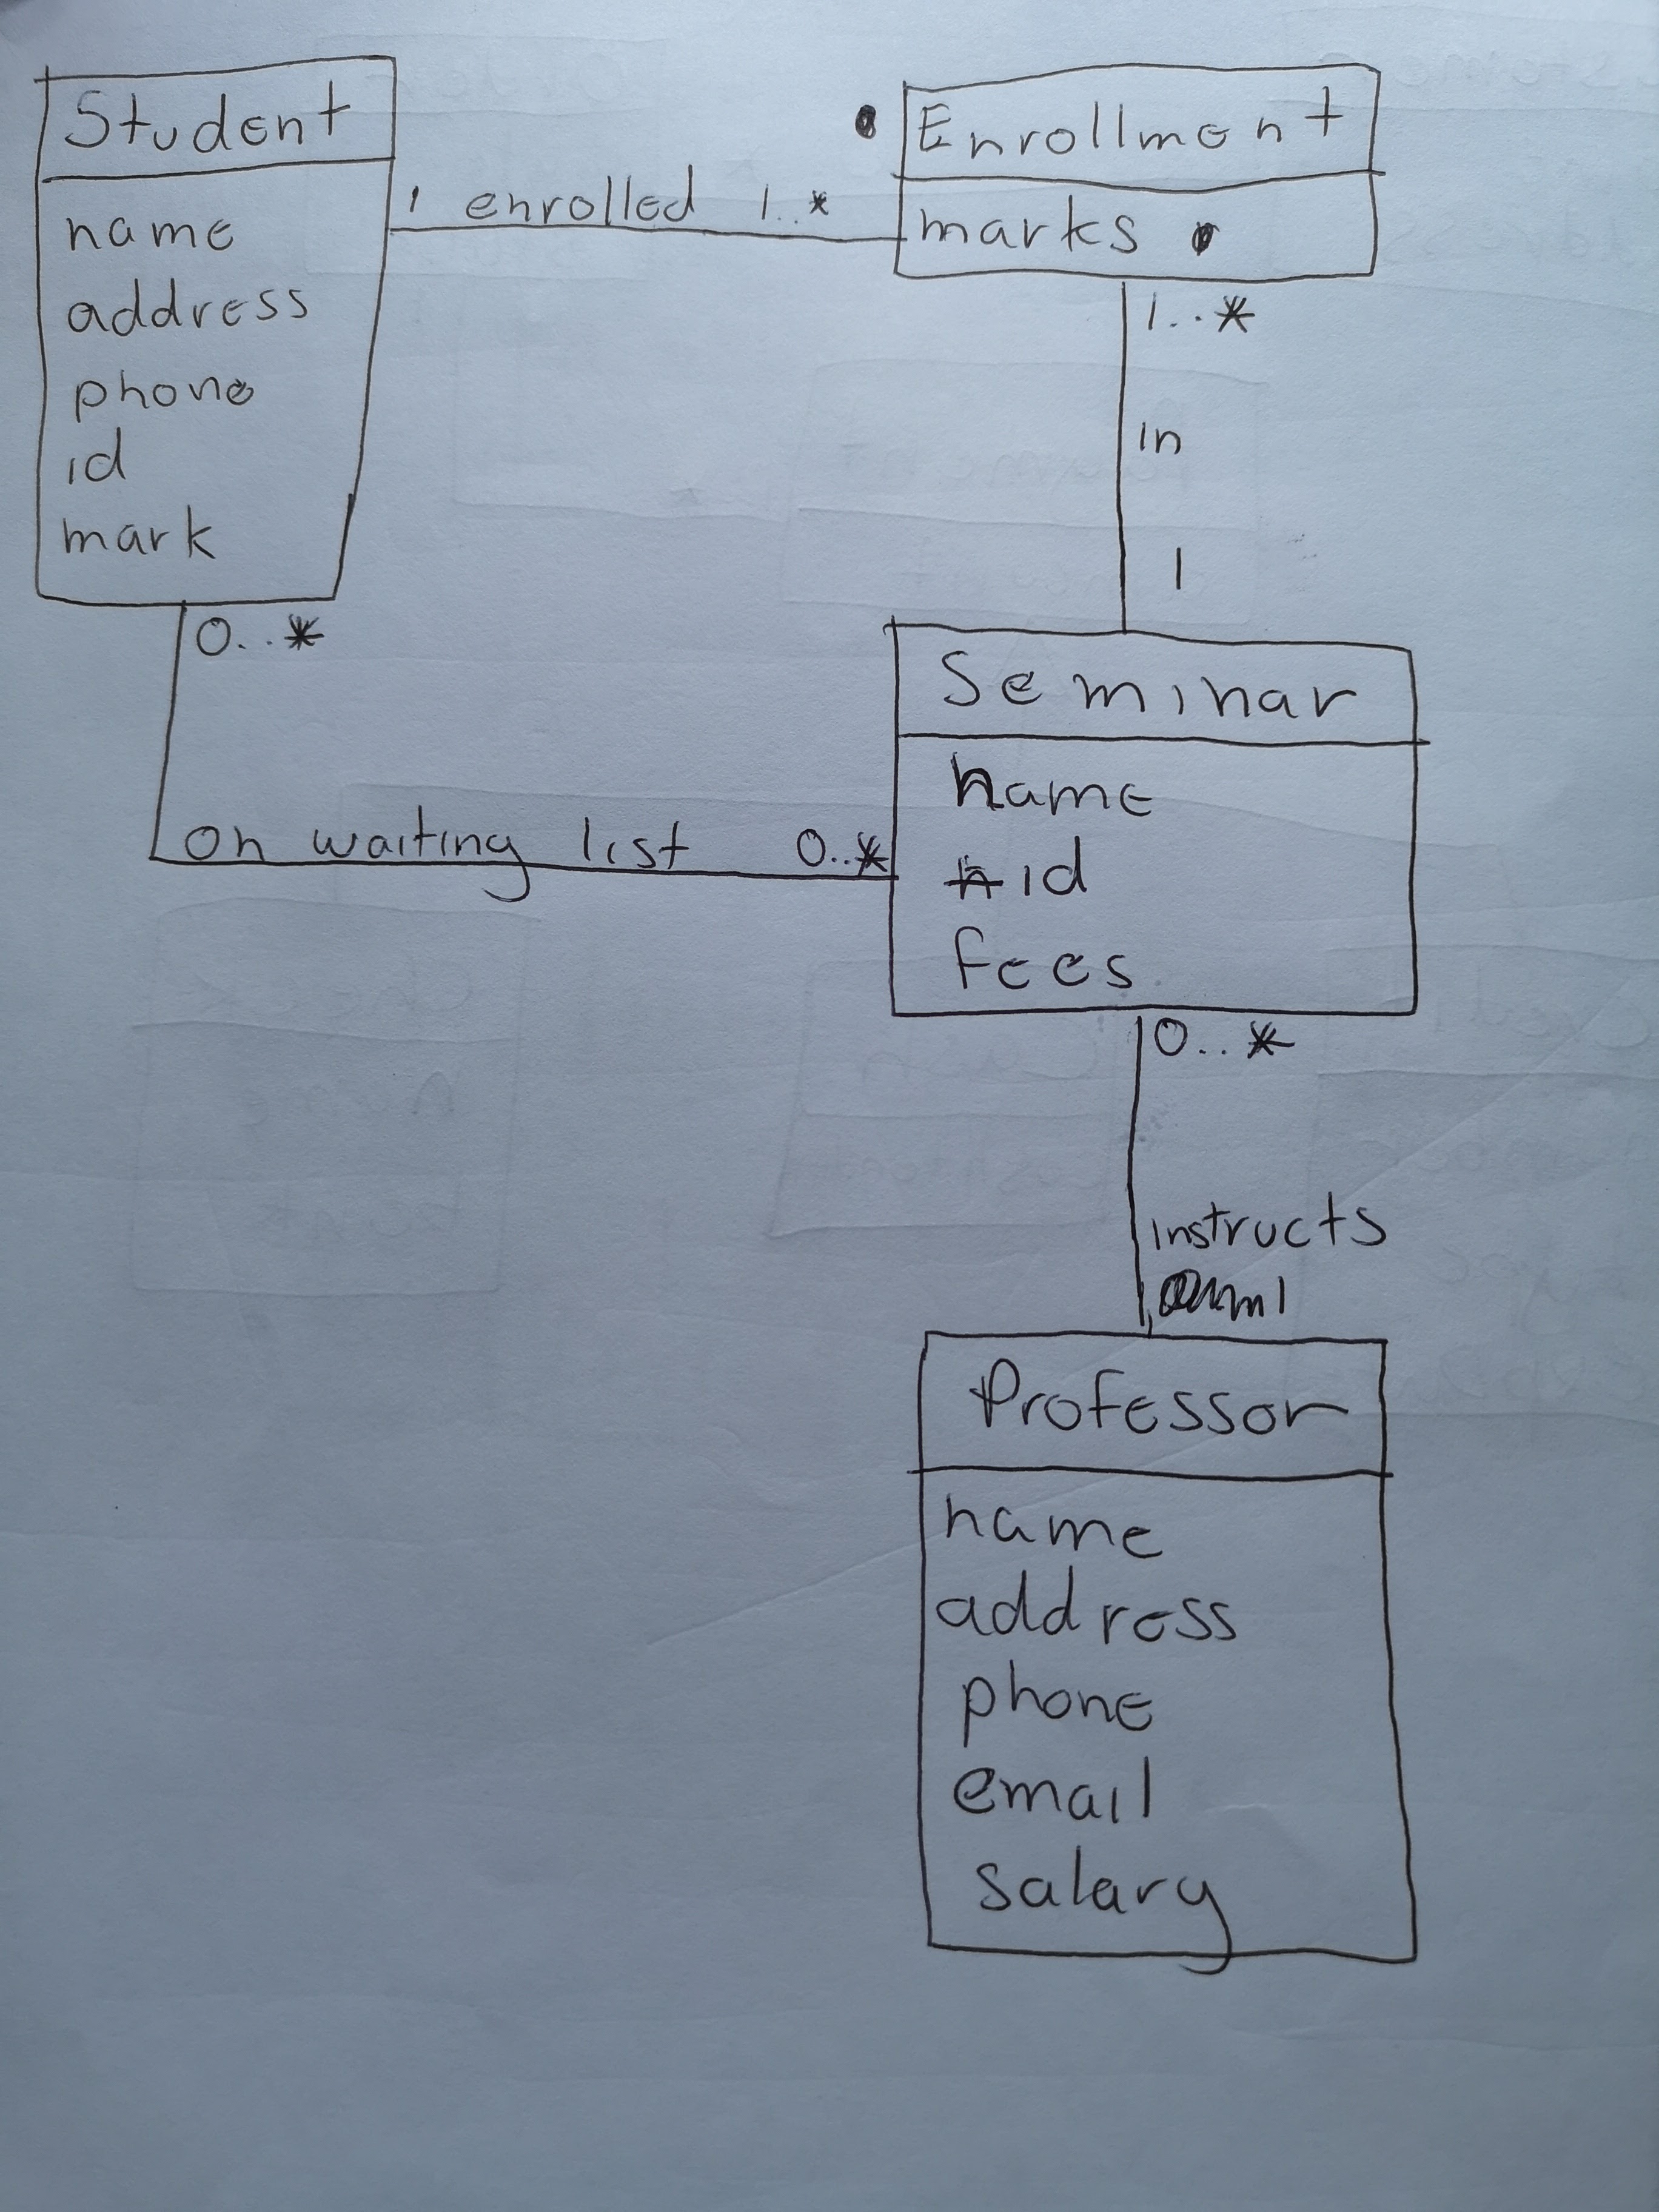 Student
name
address
phone
id
mark
1 enrolled 1..*
Enrollment
marks
1..*
in
1
0..*
On waiting list 0..*
Seminar
name
id
fees
0..*
instructs
1
Professor
name
address
phone
email
salary